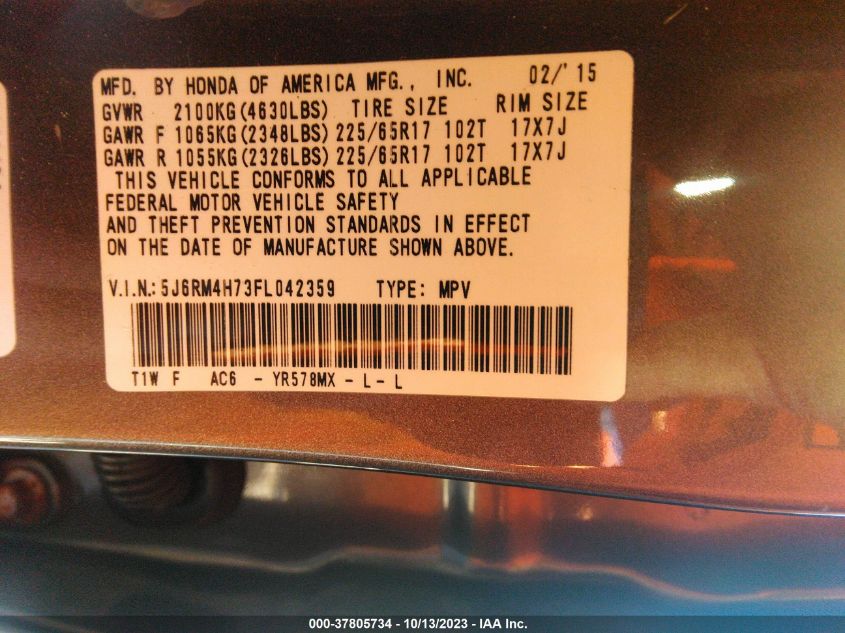 MFD. BY HONDA OF AMERICA MFG., INC. 02/'15
GVWR 2100KG(4630LBS) TIRE SIZE RIM SIZE
GAWR F 1065KG(2348LBS) 225/65R17 102T 17X7J
GAWR R 1055KG(2326LBS) 225/65R17 102T 17X7J
THIS VEHICLE CONFORMS TO ALL APPLICABLE
FEDERAL MOTOR VEHICLE SAFETY
AND THEFT PREVENTION STANDARDS IN EFFECT
ON THE DATE OF MANUFACTURE SHOWN ABOVE.
V.I.N.: 5J6RM4H73FL042359 TYPE: MPV
T1W F AC6 - YR578MX - L - L
000-37805734 - 10/13/2023 - IAA Inc.